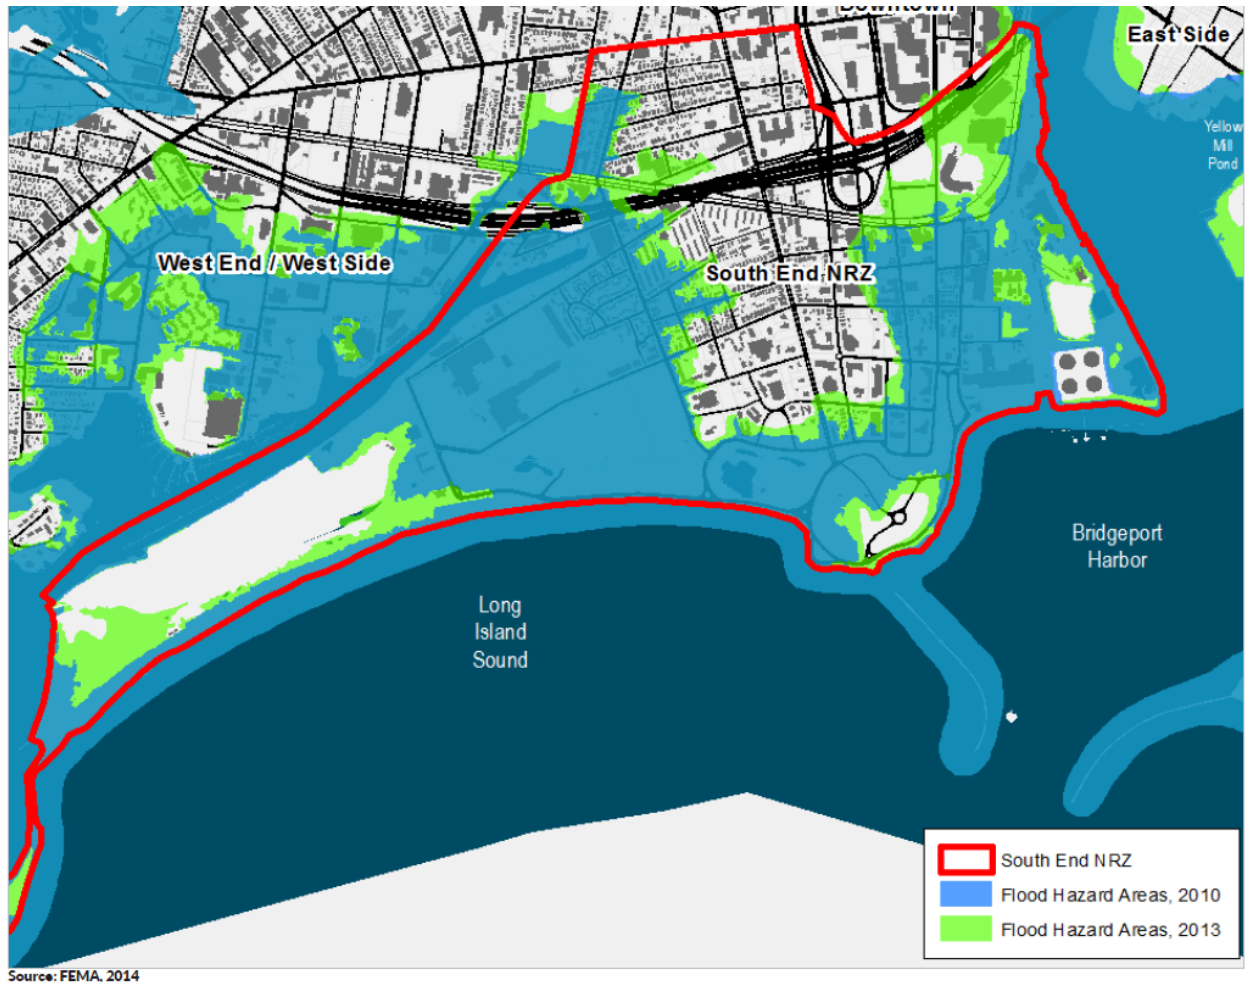 Downtown
East Side
Yellow
Mill
Pond
West End / West Side
South End NRZ
Bridgeport
Harbor
Long
Island
Sound
South End NRZ
Flood Hazard Areas, 2010
Flood Hazard Areas, 2013
Source: FEMA, 2014